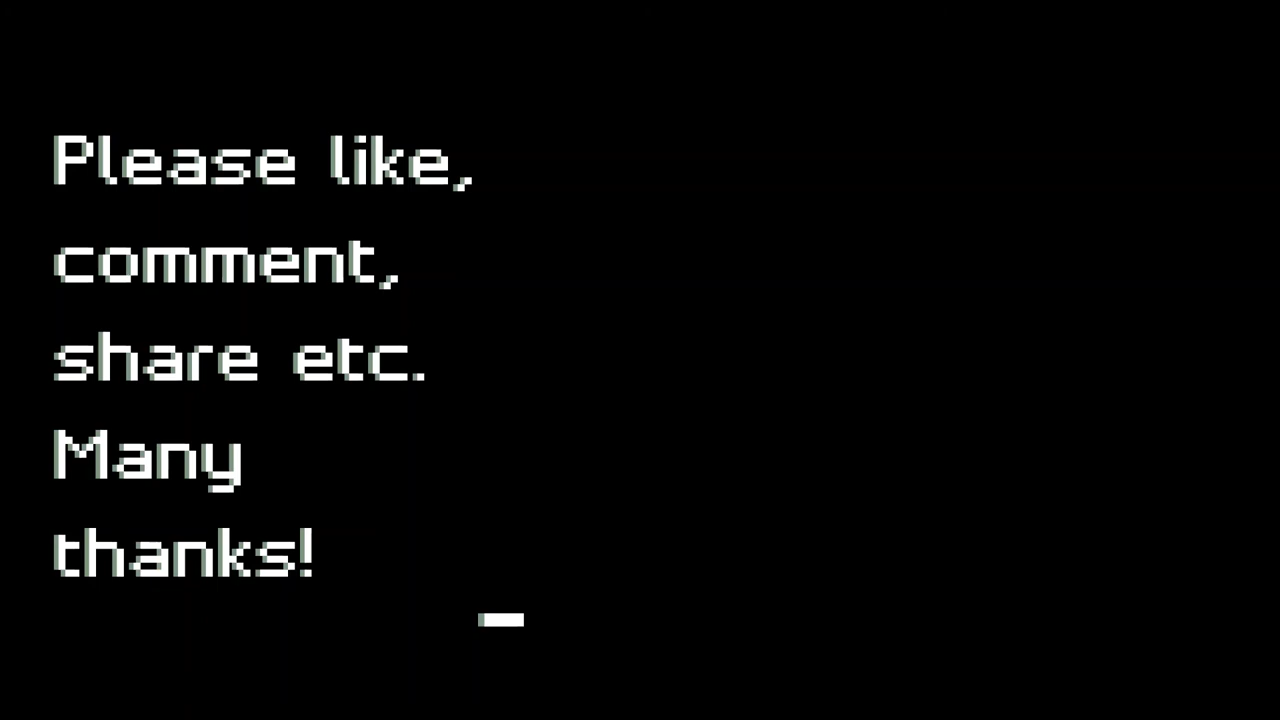 Please like,
comment,
share etc.
Many
thanks!